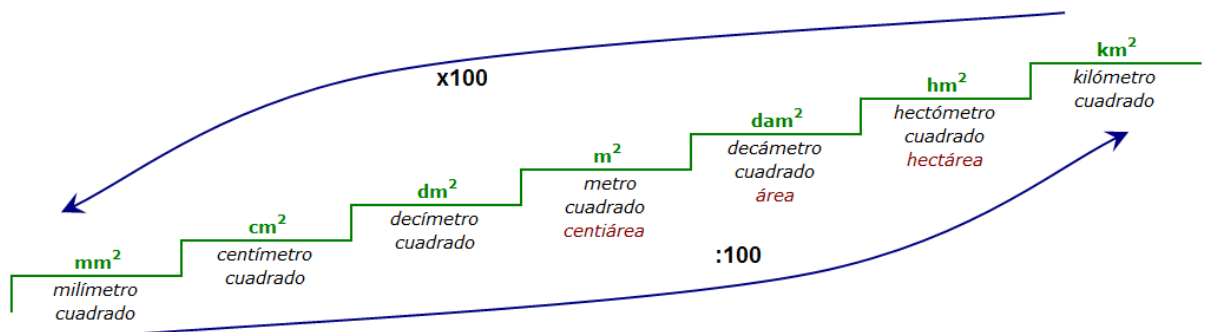 x100
km²
kilómetro
cuadrado
hm²
hectómetro
cuadrado
hectárea
dam²
decámetro
cuadrado
área
m²
metro
cuadrado
centiárea
dm²
decímetro
cuadrado
cm²
centímetro
cuadrado
mm²
milímetro
cuadrado
:100